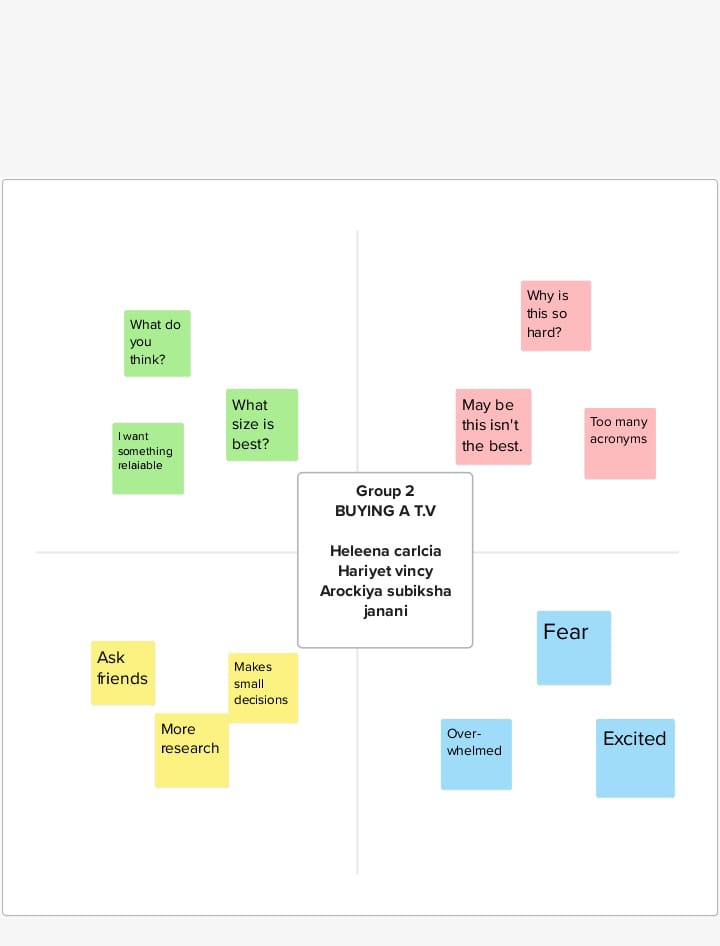 What do
you
think?
What
size is
best?
I want
something
relaiable
Why is
this so
hard?
May be
this isn't
the best.
Too many
acronyms
Group 2
BUYING A T.V
Heleena carlcia
Hariyet vincy
Arockiya subiksha
janani
Ask
friends
Makes
small
decisions
More
research
Fear
Over-
whelmed
Excited